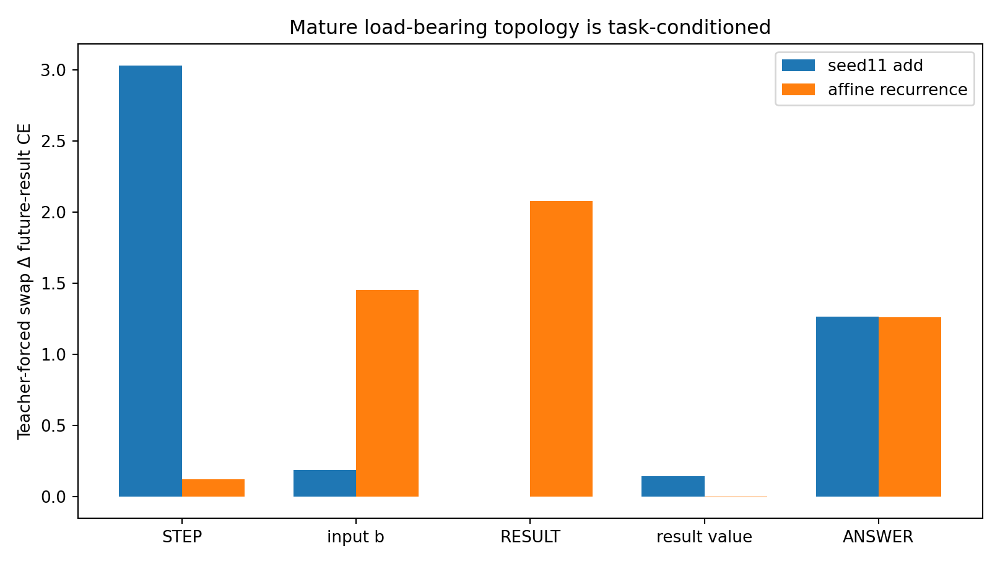 Mature load-bearing topology is task-conditioned
seed11 add
affine recurrence
Teacher-forced swap Δ future-result CE
3.0
2.5
2.0
1.5
1.0
0.5
0.0
STEP
input b
RESULT
result value
ANSWER